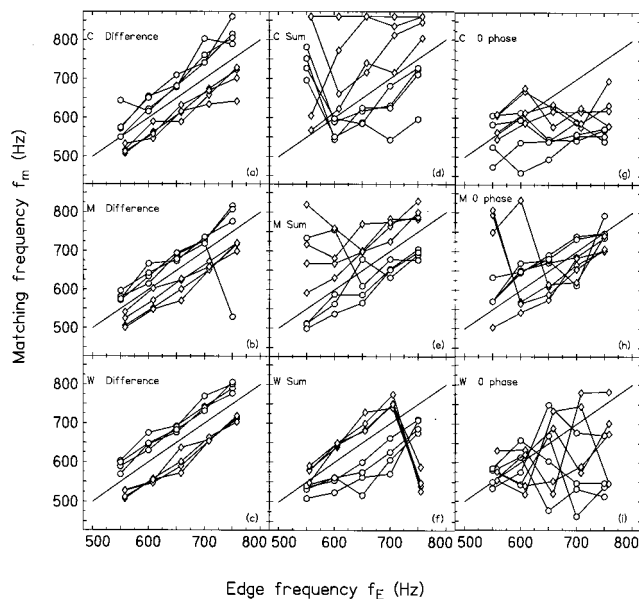 C Difference
C Sum
C 0 phase
800
700
600
500
(a)
(d)
(g)
M Difference
M Sum
M 0 phase
800
700
600
500
(b)
(e)
(h)
W Difference
W Sum
W 0 phase
800
700
600
500
(c)
(f)
(i)
500 600 700 800
600 700 800
600 700 800
Matching frequency fm (Hz)
Edge frequency fE (Hz)